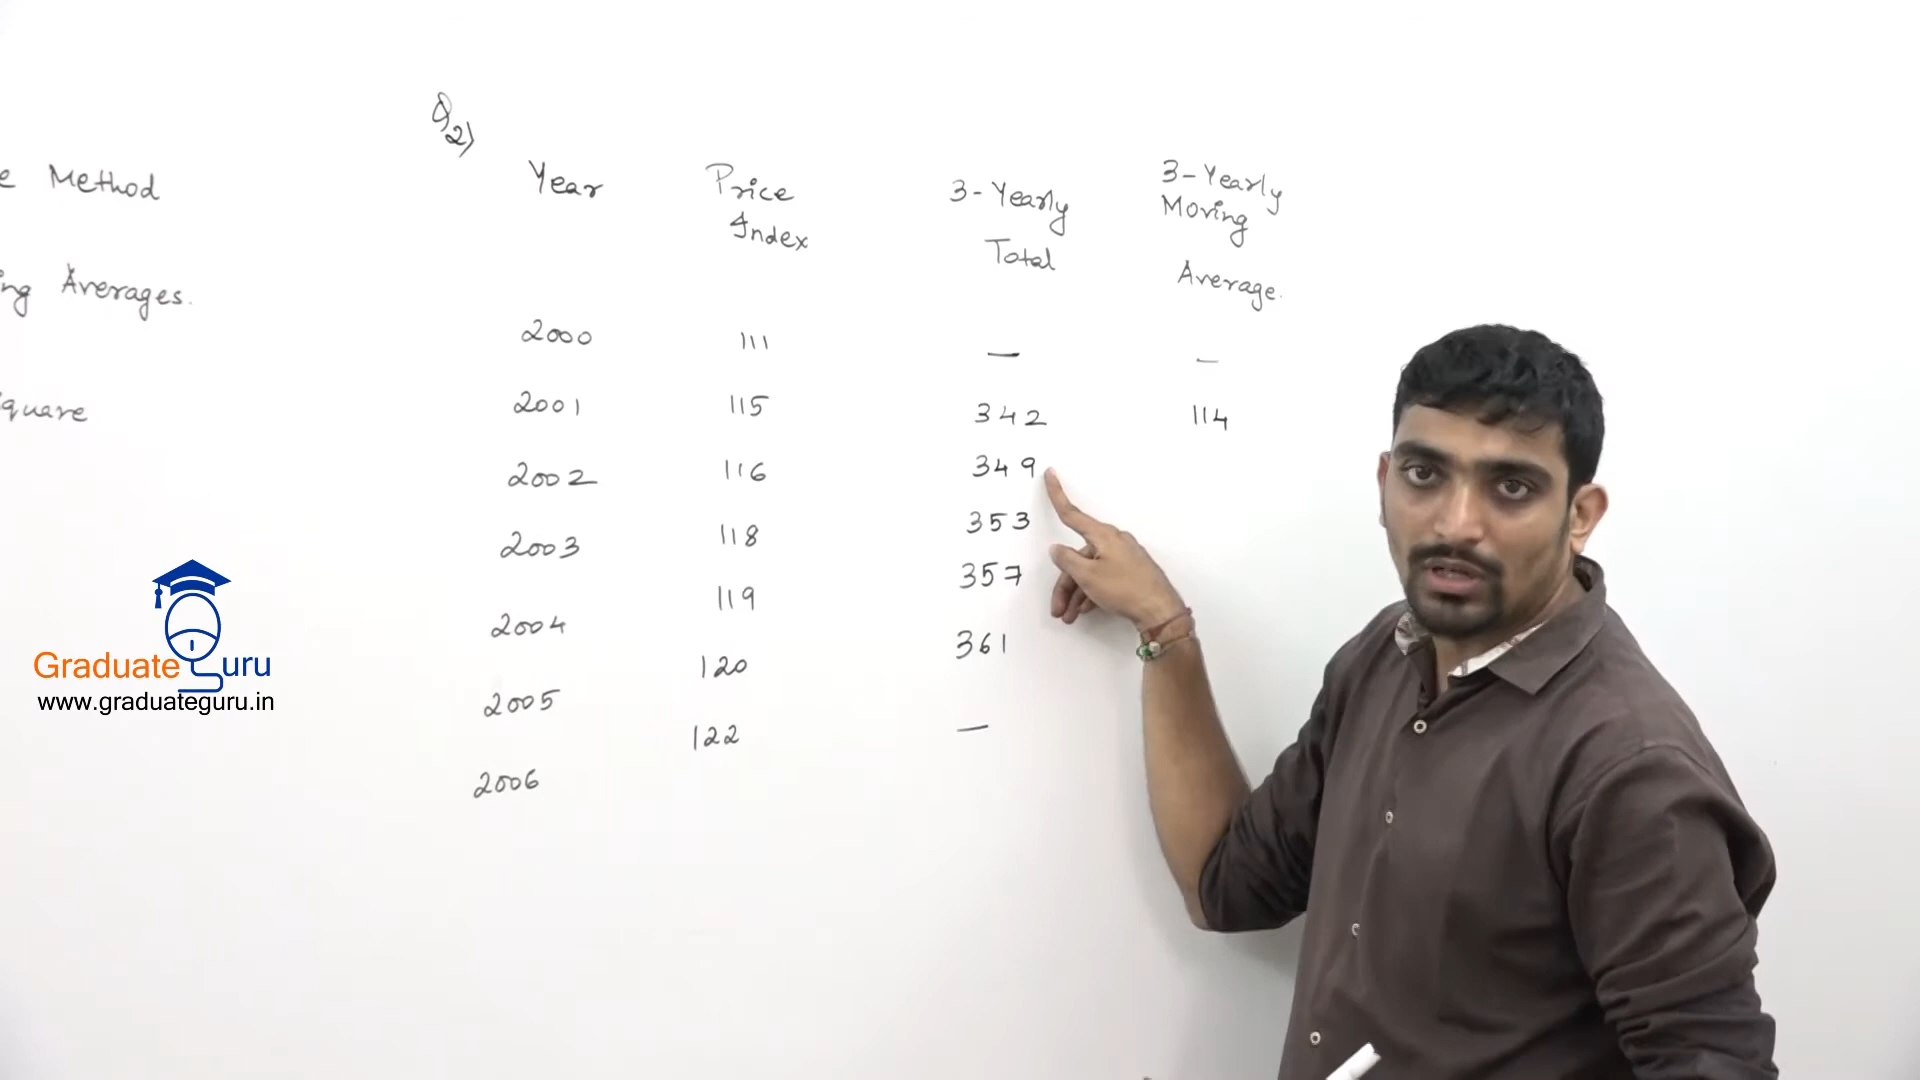 e Method
ng Averages.
quare
Q2)
Year Price Index 3-Yearly Total 3-Yearly Moving Average.
2000 111 — —
2001 115 342 114
2002 116 349
2003 118 353
2004 119 357
2005 120 361
2006 122 —
Graduate Guru
www.graduateguru.in